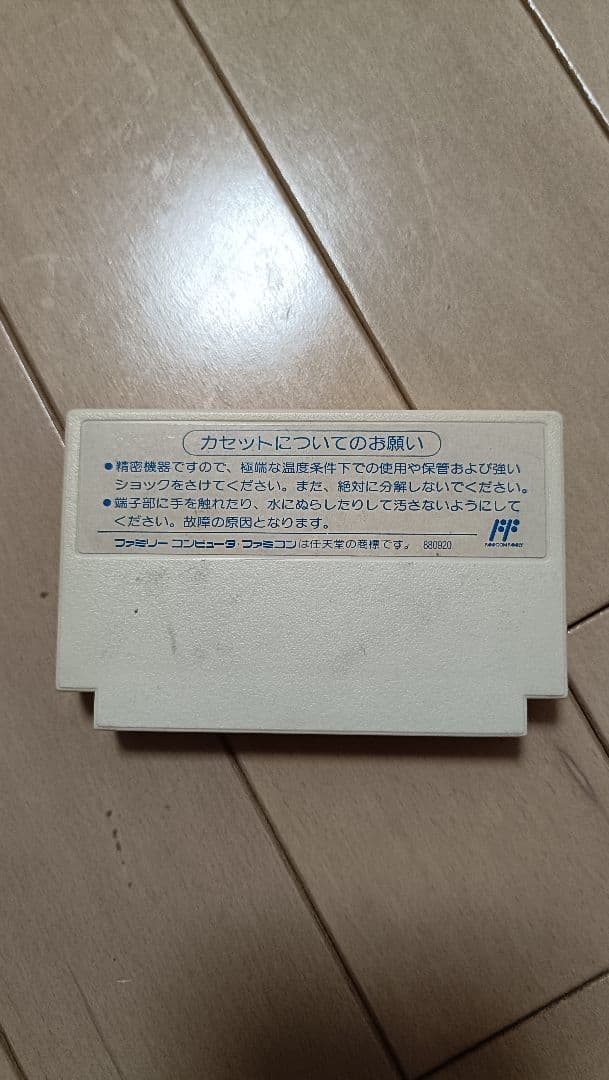 カセットについてのお願い
●精密機器ですので、極端な温度条件下での使用や保管および強い
ショックをさけてください。また、絶対に分解しないでください。
●端子部に手を触れたり、水にぬらしたりして汚さないようにして
ください。故障の原因となります。
ファミリーコンピュータ・ファミコンは任天堂の商標です。 880920
FF
FAMICOM FAMILY